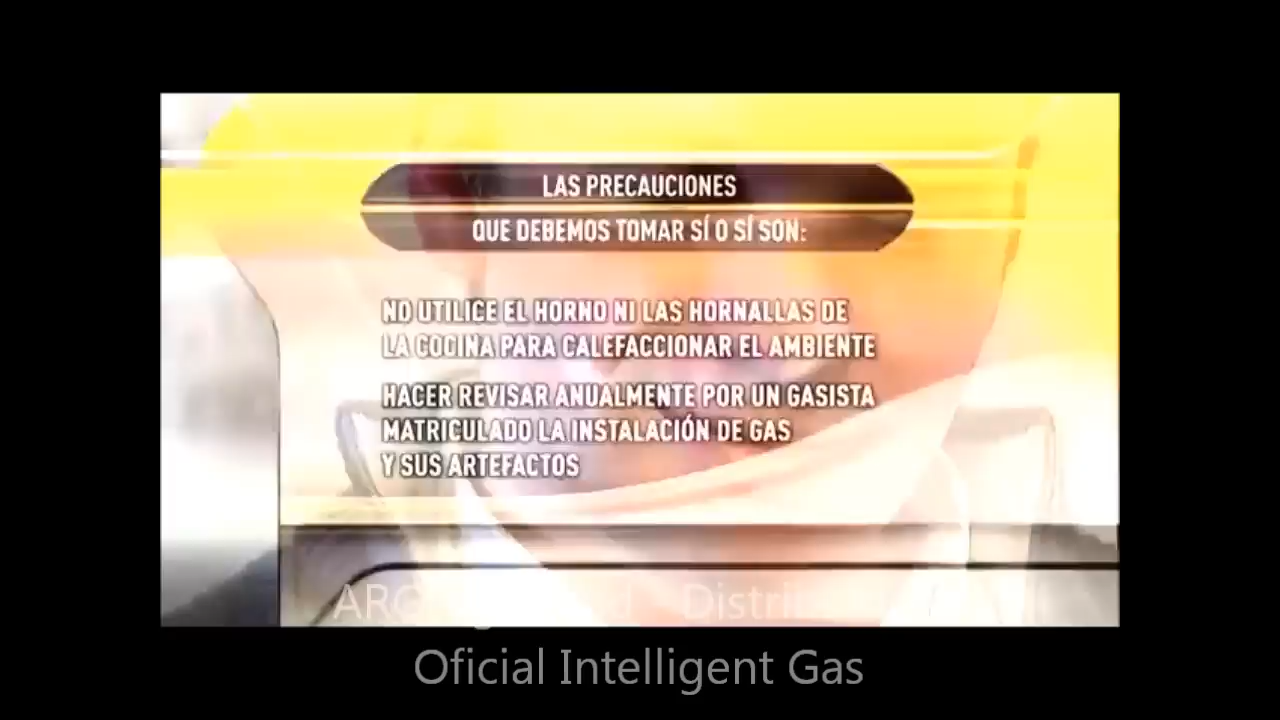 LAS PRECAUCIONES
QUE DEBEMOS TOMAR SÍ O SÍ SON:
NO UTILICE EL HORNO NI LAS HORNALLAS DE
LA COCINA PARA CALEFACCIONAR EL AMBIENTE
HACER REVISAR ANUALMENTE POR UN GASISTA
MATRICULADO LA INSTALACIÓN DE GAS
Y SUS ARTEFACTOS
Oficial Intelligent Gas